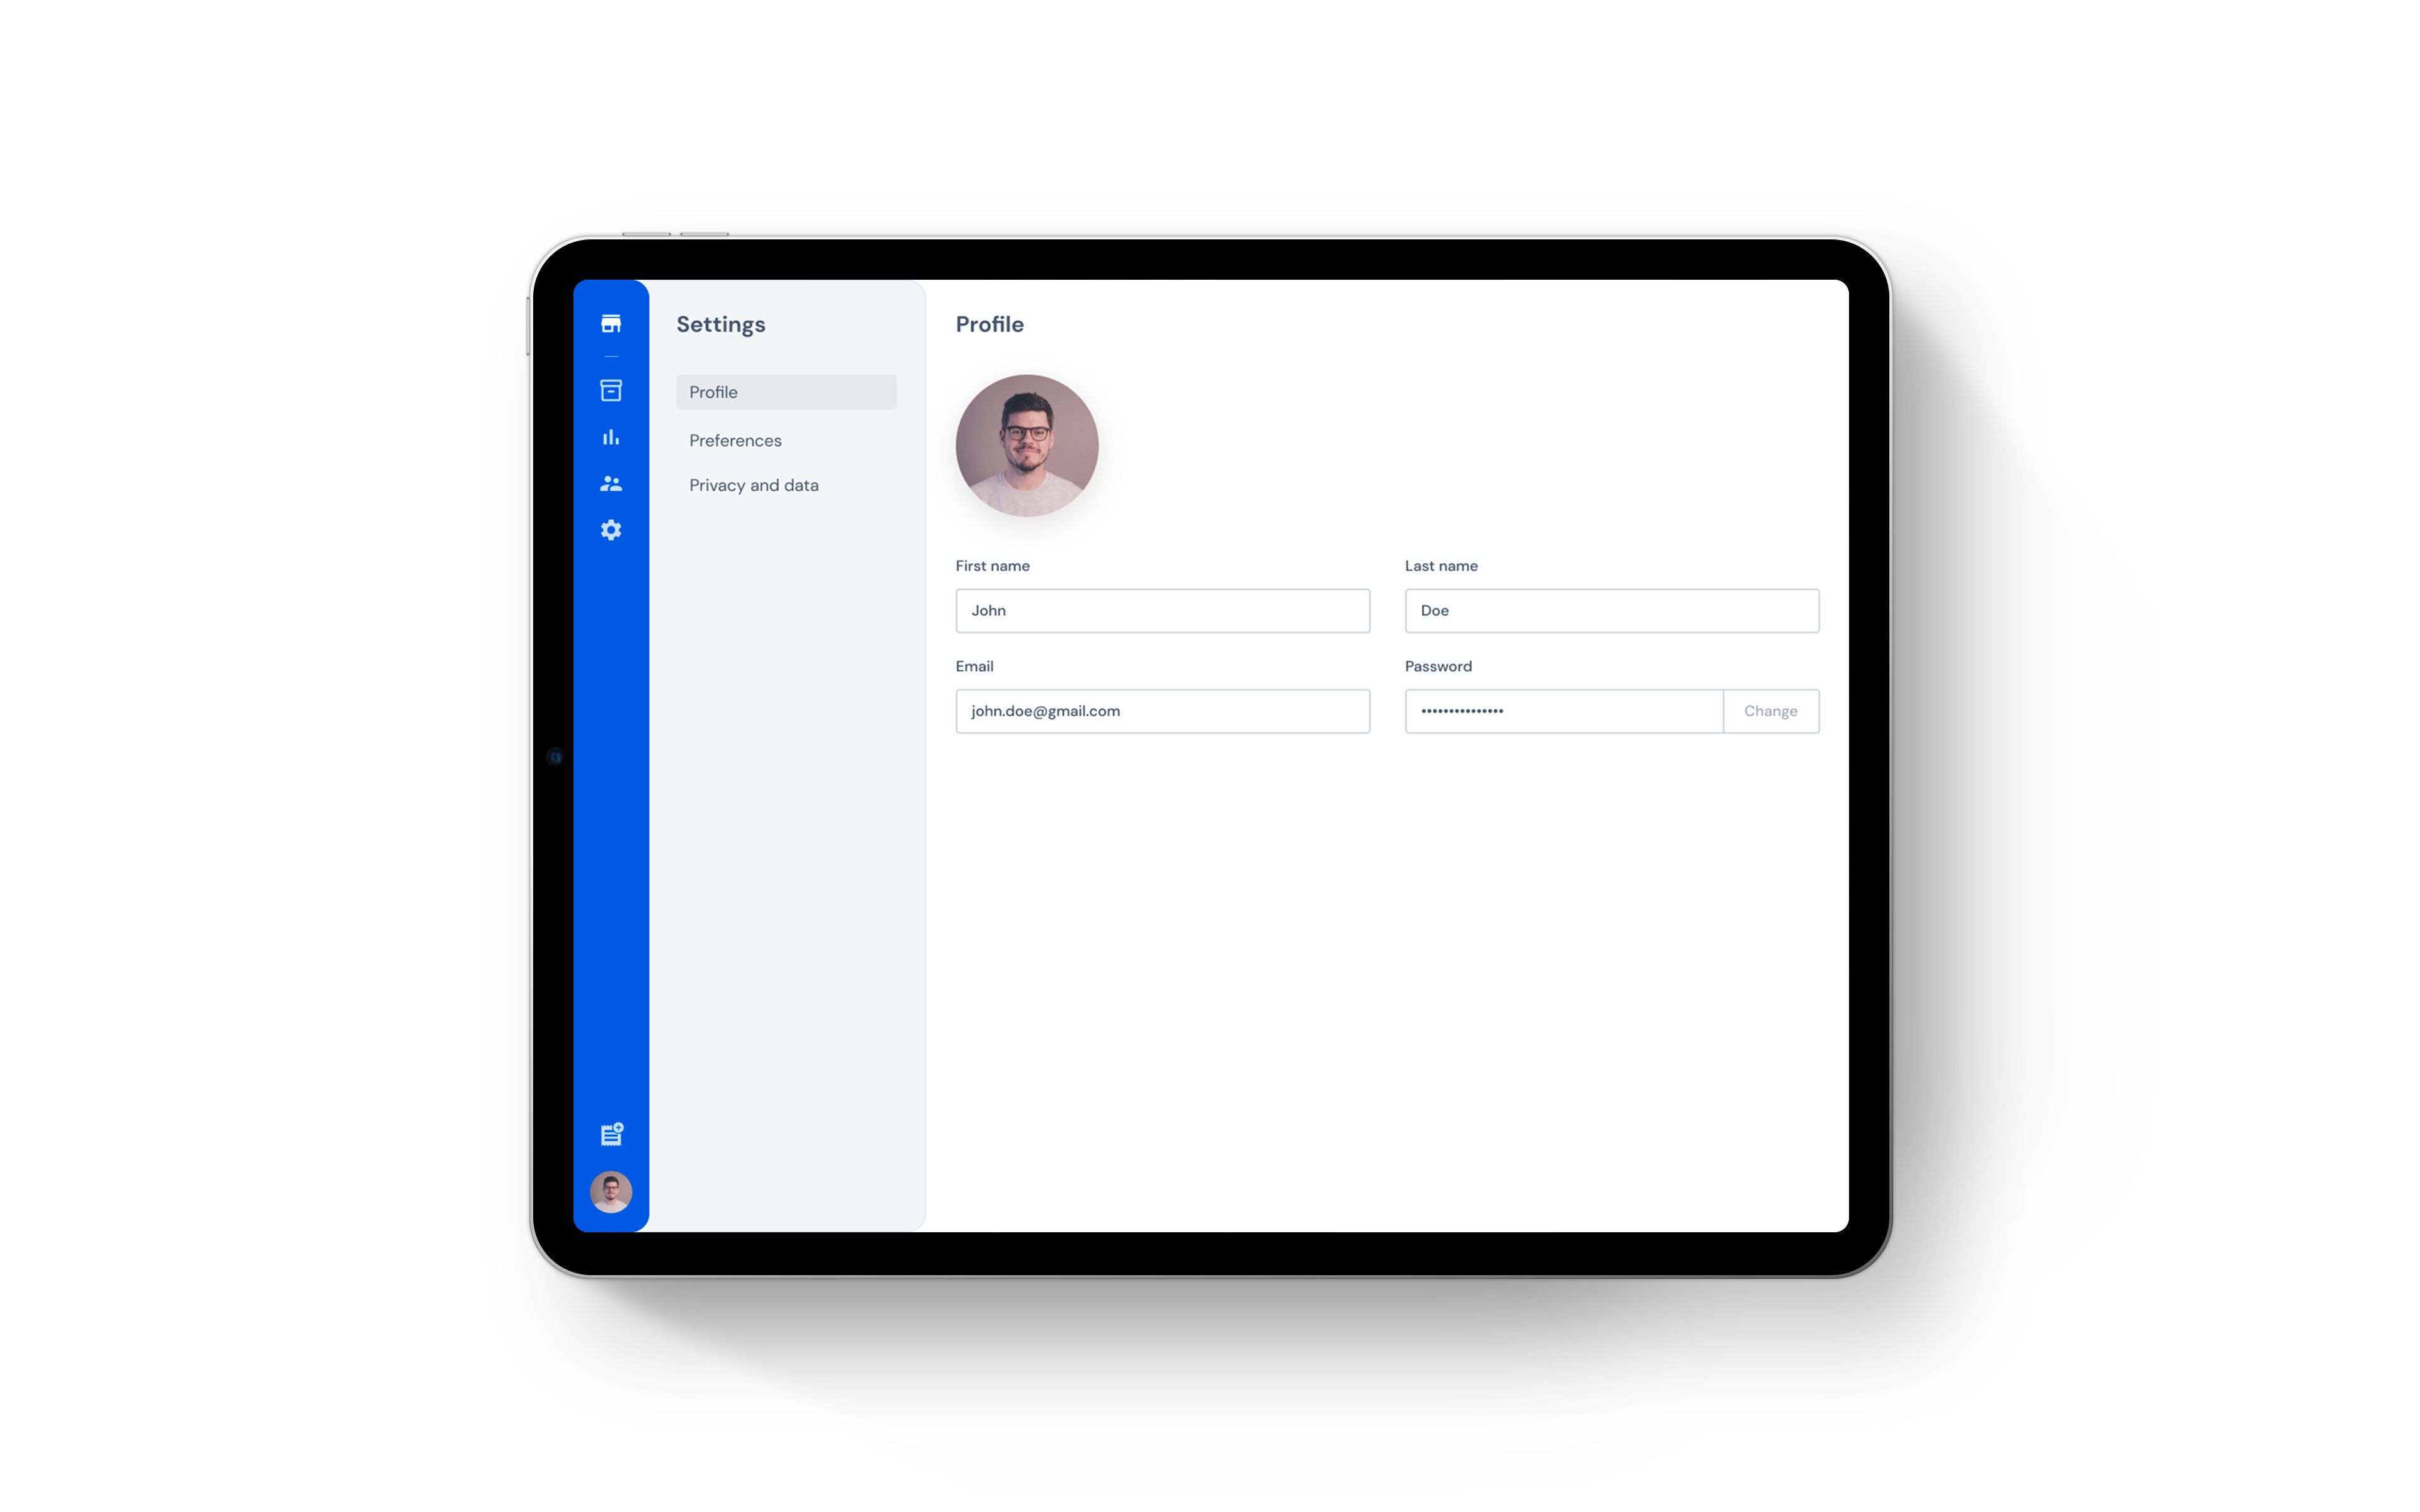 Settings
Profile
Preferences
Privacy and data
Profile
First name
John
Last name
Doe
Email
john.doe@gmail.com
Password
•••••••••••••••
Change